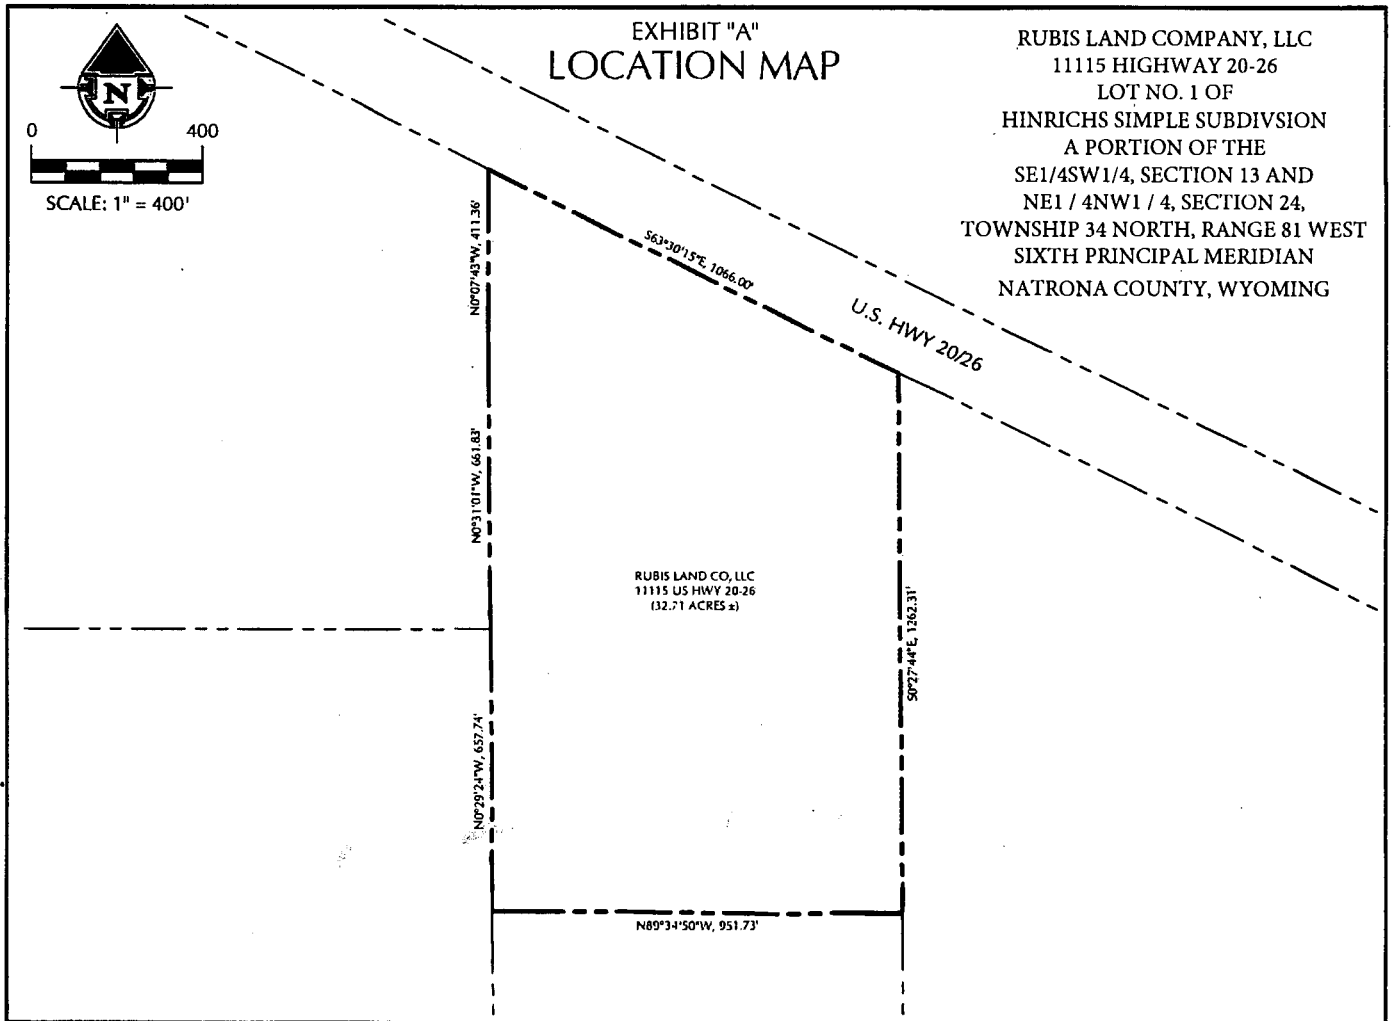 EXHIBIT "A"
LOCATION MAP
RUBIS LAND COMPANY, LLC
11115 HIGHWAY 20-26
LOT NO. 1 OF
HINRICHS SIMPLE SUBDIVSION
A PORTION OF THE
SE1/4SW1/4, SECTION 13 AND
NE1 / 4NW1 / 4, SECTION 24,
TOWNSHIP 34 NORTH, RANGE 81 WEST
SIXTH PRINCIPAL MERIDIAN
NATRONA COUNTY, WYOMING
N
0 400
SCALE: 1" = 400'
N0°07'43"W, 411.36'
S63°30'15"E, 1066.00'
U.S. HWY 20/26
N0°31'01"W, 661.83'
RUBIS LAND CO, LLC
11115 US HWY 20-26
(32.71 ACRES ±)
S0°27'44"E, 1262.31'
N0°29'24"W, 657.74'
N89°34'50"W, 951.73'